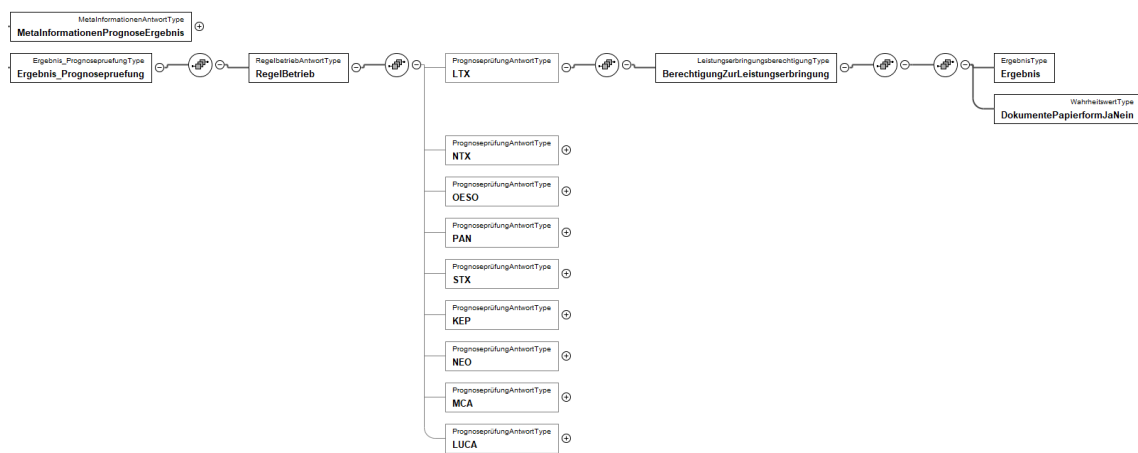 MetaInformationenAntwortType
MetaInformationenPrognoseErgebnis
Ergebnis_PrognosepruefungType
Ergebnis_Prognosepruefung
RegelbetriebAntwortType
RegelBetrieb
PrognoseprüfungAntwortType
LTX
LeistungserbringungsberechtigungType
BerechtigungZurLeistungserbringung
ErgebnisType
Ergebnis
WahrheitswertType
DokumentePapierformJaNein
PrognoseprüfungAntwortType
NTX
PrognoseprüfungAntwortType
OESO
PrognoseprüfungAntwortType
PAN
PrognoseprüfungAntwortType
STX
PrognoseprüfungAntwortType
KEP
PrognoseprüfungAntwortType
NEO
PrognoseprüfungAntwortType
MCA
PrognoseprüfungAntwortType
LUCA